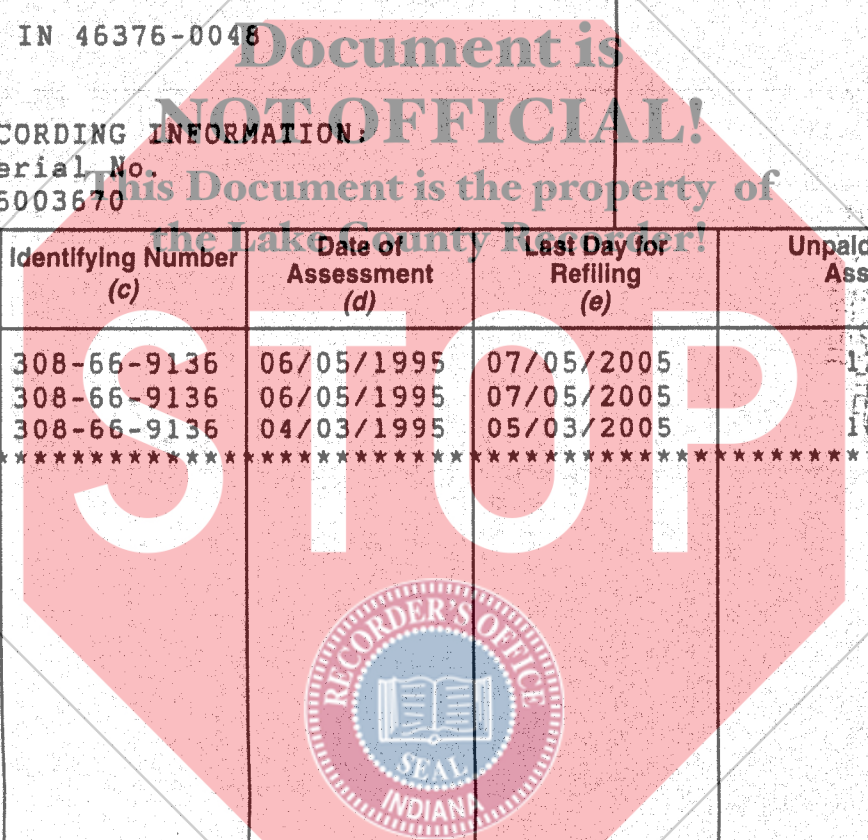 IN 46376-0048
Document is
NOT OFFICIAL!
CORDING INFORMATION:
erial No.
This Document is the property of
6003670
the Lake County Recorder!
Identifying Number Date of Last Day for Unpaid
(c) Assessment Refiling Ass
(d) (e)
308-66-9136 06/05/1995 07/05/2005
308-66-9136 06/05/1995 07/05/2005
308-66-9136 04/03/1995 05/03/2005
STOP
RECORDER'S OFFICE
SEAL
INDIANA